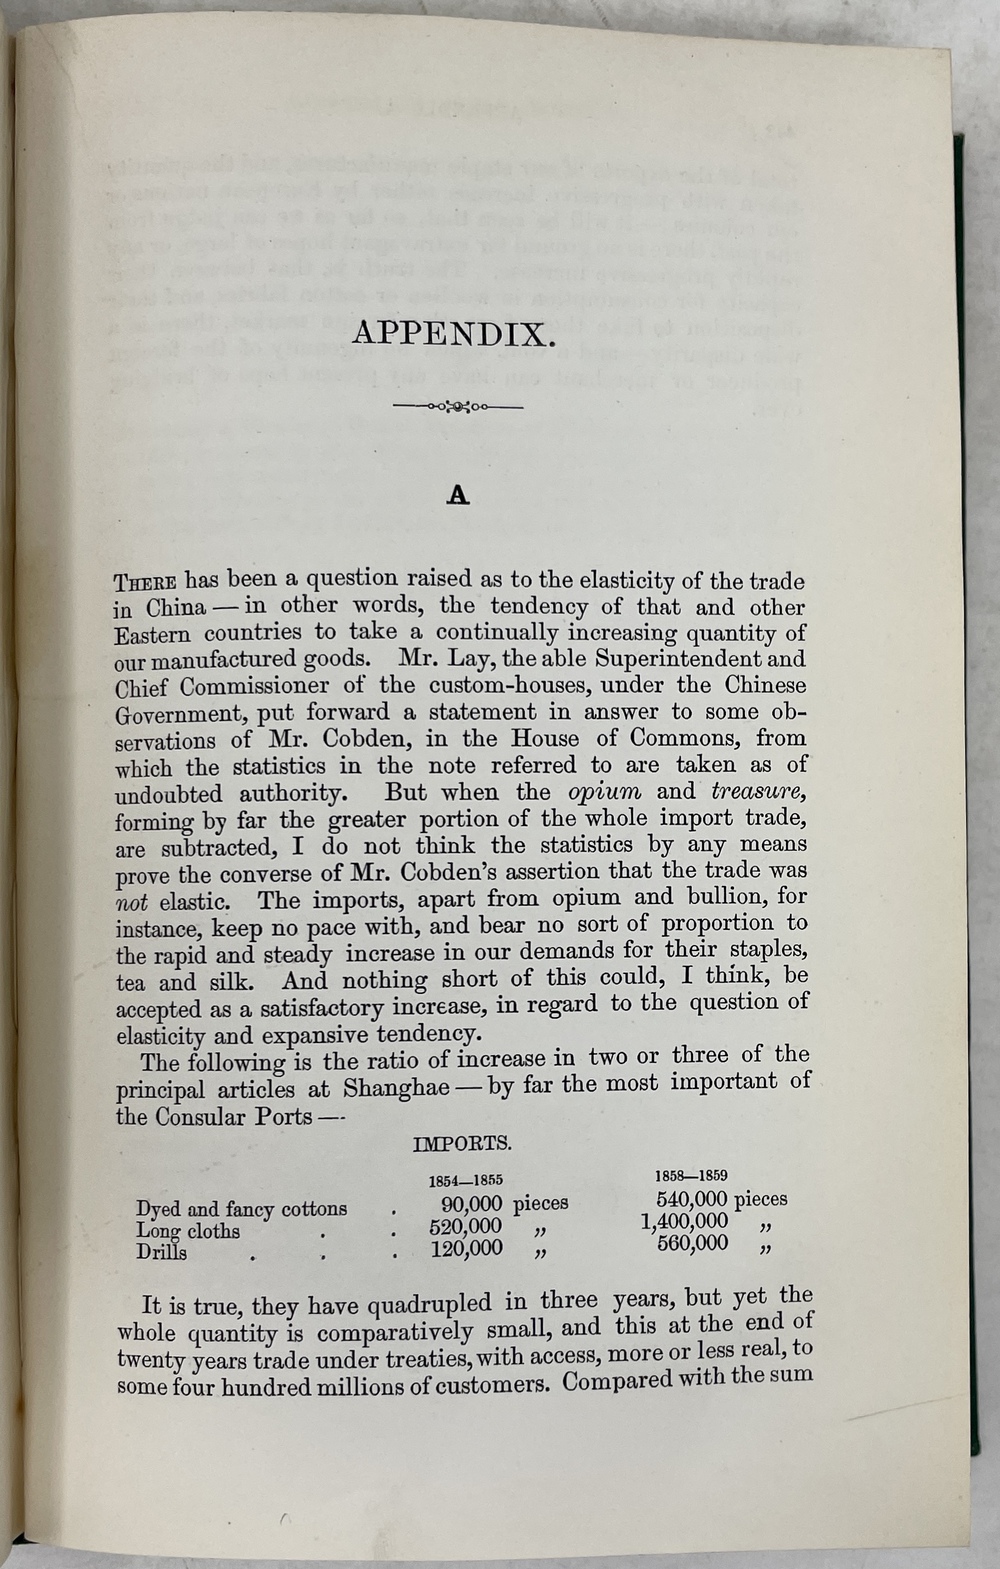 APPENDIX.
A
THERE has been a question raised as to the elasticity of the trade
in China — in other words, the tendency of that and other
Eastern countries to take a continually increasing quantity of
our manufactured goods. Mr. Lay, the able Superintendent and
Chief Commissioner of the custom-houses, under the Chinese
Government, put forward a statement in answer to some ob-
servations of Mr. Cobden, in the House of Commons, from
which the statistics in the note referred to are taken as of
undoubted authority. But when the opium and treasure,
forming by far the greater portion of the whole import trade,
are subtracted, I do not think the statistics by any means
prove the converse of Mr. Cobden's assertion that the trade was
not elastic. The imports, apart from opium and bullion, for
instance, keep no pace with, and bear no sort of proportion to
the rapid and steady increase in our demands for their staples,
tea and silk. And nothing short of this could, I think, be
accepted as a satisfactory increase, in regard to the question of
elasticity and expansive tendency.
The following is the ratio of increase in two or three of the
principal articles at Shanghae — by far the most important of
the Consular Ports —
IMPORTS.
1854—1855 1858—1859
Dyed and fancy cottons . 90,000 pieces 540,000 pieces
Long cloths . . 520,000 „ 1,400,000 „
Drills . . . 120,000 „ 560,000 „
It is true, they have quadrupled in three years, but yet the
whole quantity is comparatively small, and this at the end of
twenty years trade under treaties, with access, more or less real, to
some four hundred millions of customers. Compared with the sum